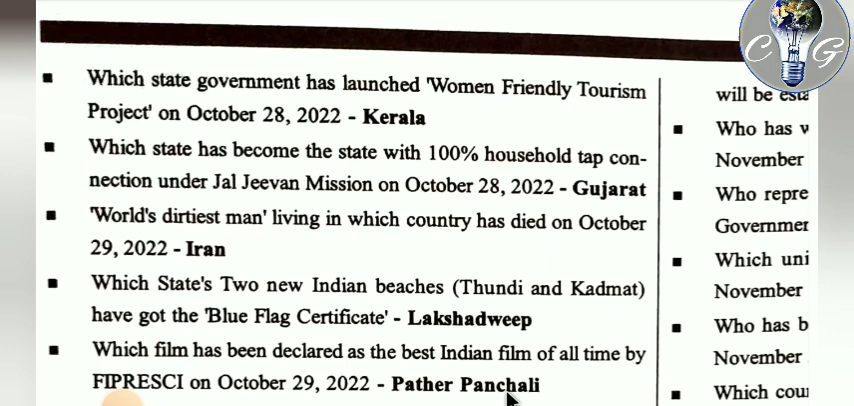 Which state government has launched 'Women Friendly Tourism
Project' on October 28, 2022 - Kerala
Which state has become the state with 100% household tap con-
nection under Jal Jeevan Mission on October 28, 2022 - Gujarat
'World's dirtiest man' living in which country has died on October
29, 2022 - Iran
Which State's Two new Indian beaches (Thundi and Kadmat)
have got the 'Blue Flag Certificate' - Lakshadweep
Which film has been declared as the best Indian film of all time by
FIPRESCI on October 29, 2022 - Pather Panchali
will be
Who has
November
Who repre
Governmer
Which uni
November
Who has b
November
Which cou
C G